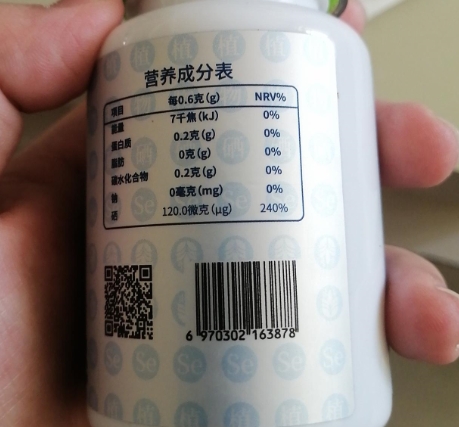 营养成分表
项目 每0.6克(g) NRV%
能量 7千焦(kJ) 0%
蛋白质 0.2克(g) 0%
脂肪 0克(g) 0%
碳水化合物 0.2克(g) 0%
钠 0毫克(mg) 0%
硒 120.0微克(μg) 240%
6 970302 163878